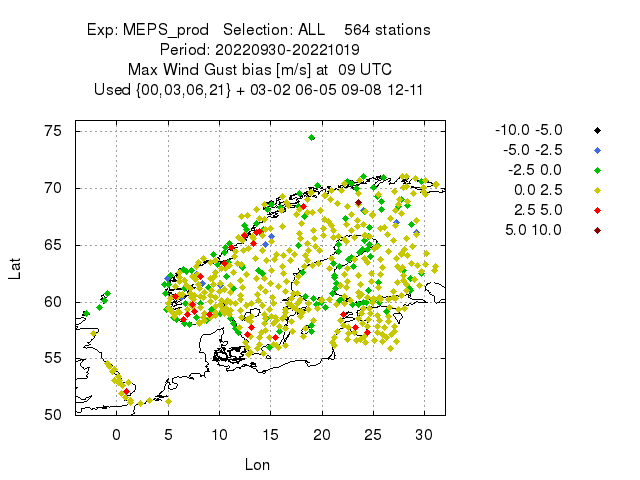 Exp: MEPS_prod Selection: ALL 564 stations
Period: 20220930-20221019
Max Wind Gust bias [m/s] at 09 UTC
Used {00,03,06,21} + 03-02 06-05 09-08 12-11
-10.0 -5.0
-5.0 -2.5
-2.5 0.0
0.0 2.5
2.5 5.0
5.0 10.0
Lat
75
70
65
60
55
50
0 5 10 15 20 25 30
Lon